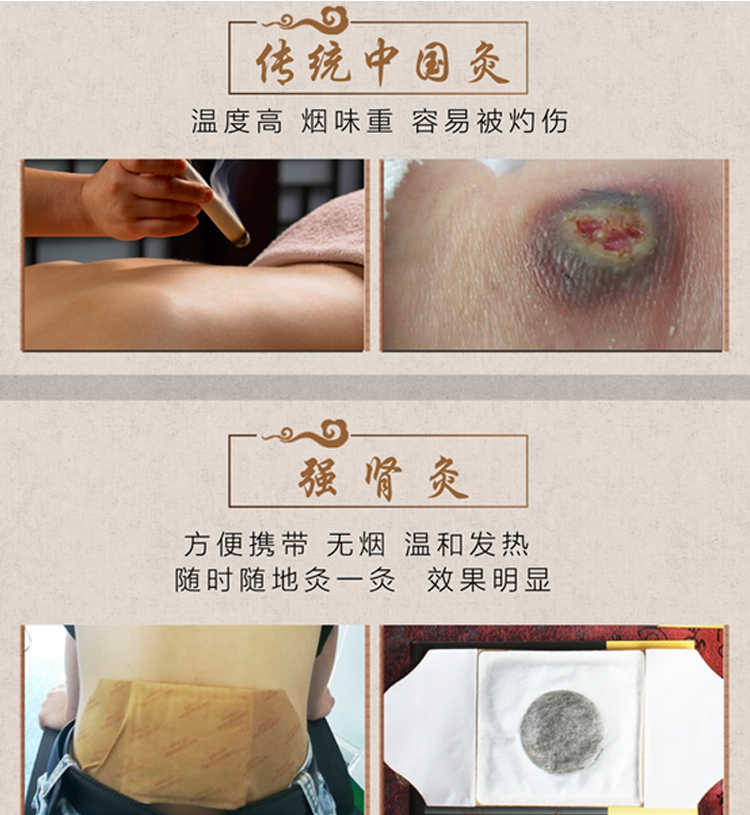 传统中国灸
温度高 烟味重 容易被灼伤
强肾灸
方便携带 无烟 温和发热
随时随地灸一灸 效果明显